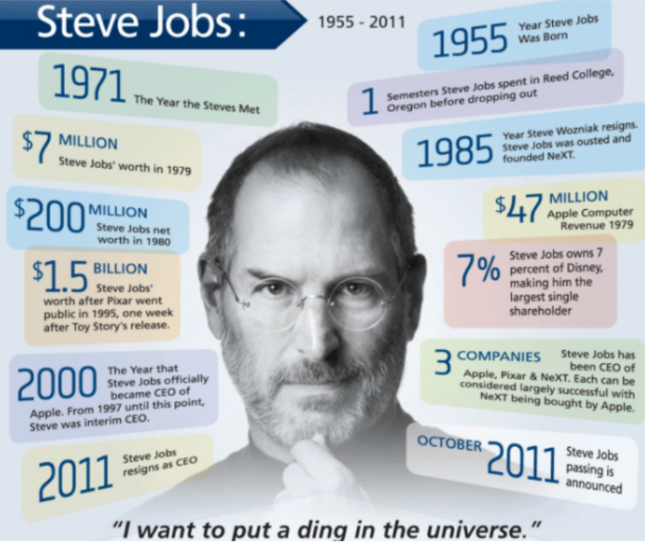 Steve Jobs:
1955 - 2011
1955 Year Steve Jobs
Was Born
1971 The Year the Steves Met
1 Semesters Steve Jobs spent in Reed College,
Oregon before dropping out
$7 MILLION
Steve Jobs' worth in 1979
1985 Year Steve Wozniak resigns.
Steve Jobs was ousted and
founded NeXT.
$200 MILLION
Steve Jobs net
worth in 1980
$47 MILLION
Apple Computer
Revenue 1979
$1.5 BILLION
Steve Jobs'
worth after Pixar went
public in 1995, one week
after Toy Story's release.
7% Steve Jobs owns 7
percent of Disney,
making him the
largest single
shareholder
2000 The Year that
Steve Jobs officially
became CEO of
Apple. From 1997 until this point,
Steve was interim CEO.
3 COMPANIES Steve Jobs has
been CEO of
Apple, Pixar & NeXT. Each can be
considered largely successful with
NeXT being bought by Apple.
2011 Steve Jobs
resigns as CEO
OCTOBER 2011 Steve Jobs
passing is
announced
"I want to put a ding in the universe."